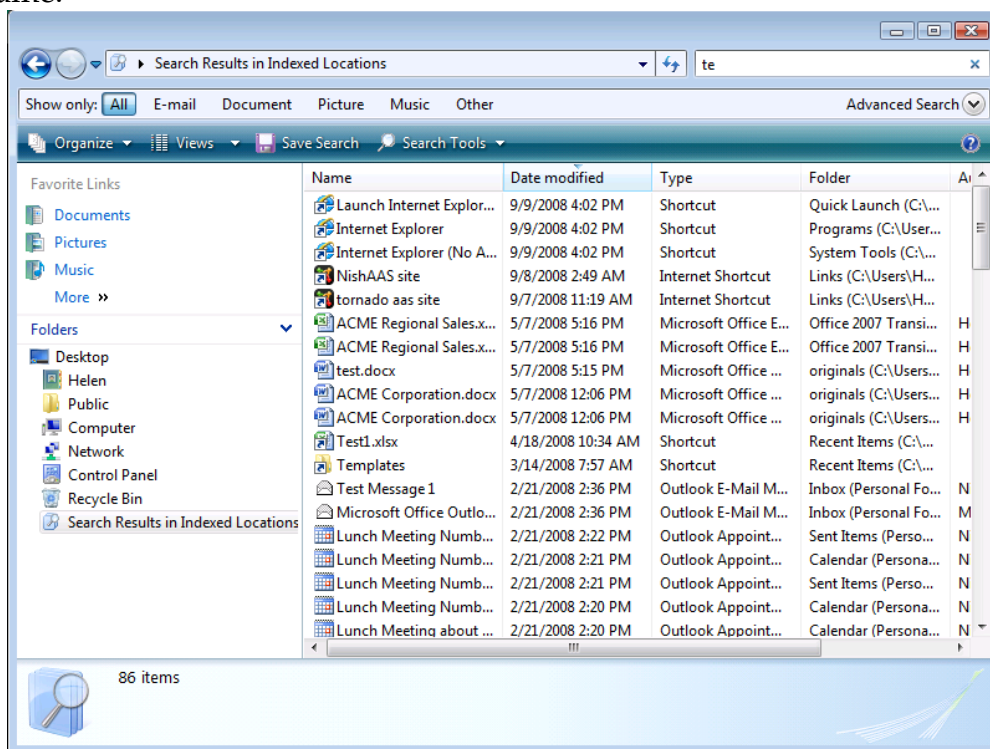 Search Results in Indexed Locations te
Show only: All E-mail Document Picture Music Other Advanced Search
Organize Views Save Search Search Tools
Favorite Links
Documents
Pictures
Music
More »
Folders
Desktop
Helen
Public
Computer
Network
Control Panel
Recycle Bin
Search Results in Indexed Locations
Name Date modified Type Folder
Launch Internet Explor... 9/9/2008 4:02 PM Shortcut Quick Launch (C:\...
Internet Explorer 9/9/2008 4:02 PM Shortcut Programs (C:\User...
Internet Explorer (No A... 9/9/2008 4:02 PM Shortcut System Tools (C:\...
NishAAS site 9/8/2008 2:49 AM Internet Shortcut Links (C:\Users\H...
tornado aas site 9/7/2008 11:19 AM Internet Shortcut Links (C:\Users\H...
ACME Regional Sales.x... 5/7/2008 5:16 PM Microsoft Office E... Office 2007 Transi... H
ACME Regional Sales.x... 5/7/2008 5:16 PM Microsoft Office E... Office 2007 Transi... H
test.docx 5/7/2008 5:15 PM Microsoft Office ... originals (C:\Users... H
ACME Corporation.docx 5/7/2008 12:06 PM Microsoft Office ... originals (C:\Users... H
ACME Corporation.docx 5/7/2008 12:06 PM Microsoft Office ... originals (C:\Users... H
Test1.xlsx 4/18/2008 10:34 AM Shortcut Recent Items (C:\...
Templates 3/14/2008 7:57 AM Shortcut Recent Items (C:\...
Test Message 1 2/21/2008 2:36 PM Outlook E-Mail M... Inbox (Personal Fo... N
Microsoft Office Outlo... 2/21/2008 2:36 PM Outlook E-Mail M... Inbox (Personal Fo... M
Lunch Meeting Numb... 2/21/2008 2:22 PM Outlook Appoint... Sent Items (Perso... N
Lunch Meeting Numb... 2/21/2008 2:21 PM Outlook Appoint... Calendar (Persona... N
Lunch Meeting Numb... 2/21/2008 2:21 PM Outlook Appoint... Sent Items (Perso... N
Lunch Meeting Numb... 2/21/2008 2:20 PM Outlook Appoint... Calendar (Persona... N
Lunch Meeting about ... 2/21/2008 2:20 PM Outlook Appoint... Calendar (Persona... N
86 items